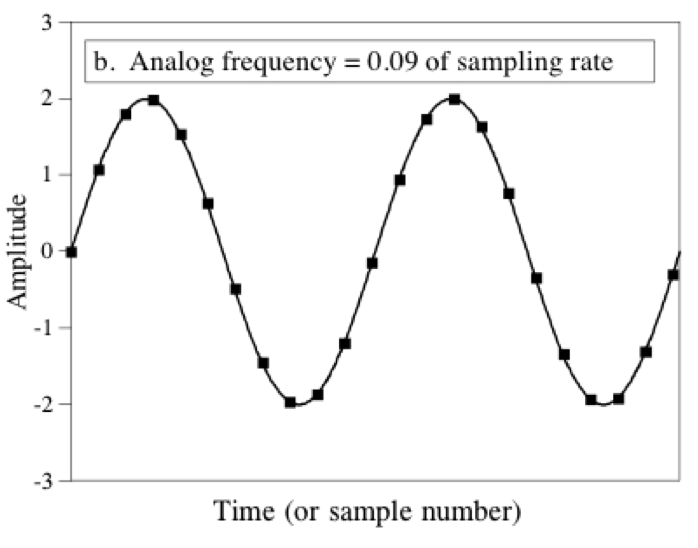 3
b. Analog frequency = 0.09 of sampling rate
2
1
0
-1
-2
-3
Amplitude
Time (or sample number)